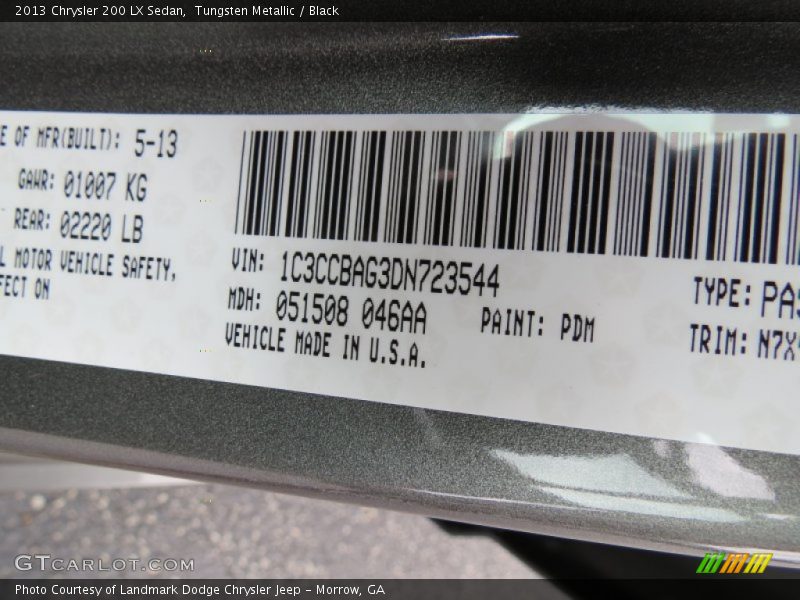 2013 Chrysler 200 LX Sedan, Tungsten Metallic / Black
E OF MFR(BUILT): 5-13
GAWR: 01007 KG
REAR: 02220 LB
L MOTOR VEHICLE SAFETY,
FECT ON
VIN: 1C3CCBAG3DN723544
MDH: 051508 046AA
PAINT: PDM
VEHICLE MADE IN U.S.A.
TYPE: PAS
TRIM: N7X
GTCARLOT.COM
Photo Courtesy of Landmark Dodge Chrysler Jeep - Morrow, GA